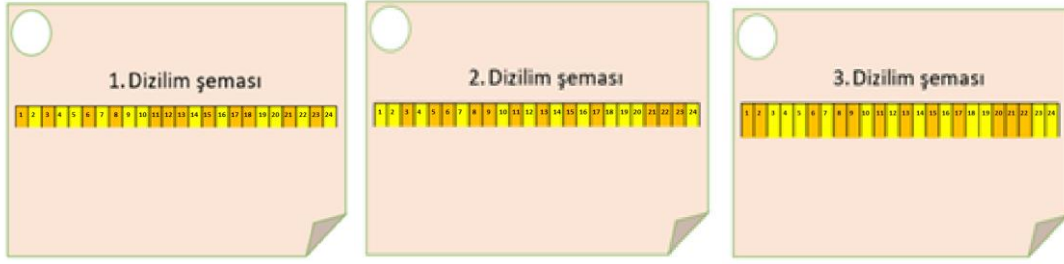 1.Dizilim şeması
1 2 3 4 5 6 7 8 9 10 11 12 13 14 15 16 17 18 19 20 21 22 23 24
2.Dizilim şeması
1 2 3 4 5 6 7 8 9 10 11 12 13 14 15 16 17 18 19 20 21 22 23 24
3.Dizilim şeması
1 2 3 4 5 6 7 8 9 10 11 12 13 14 15 16 17 18 19 20 21 22 23 24